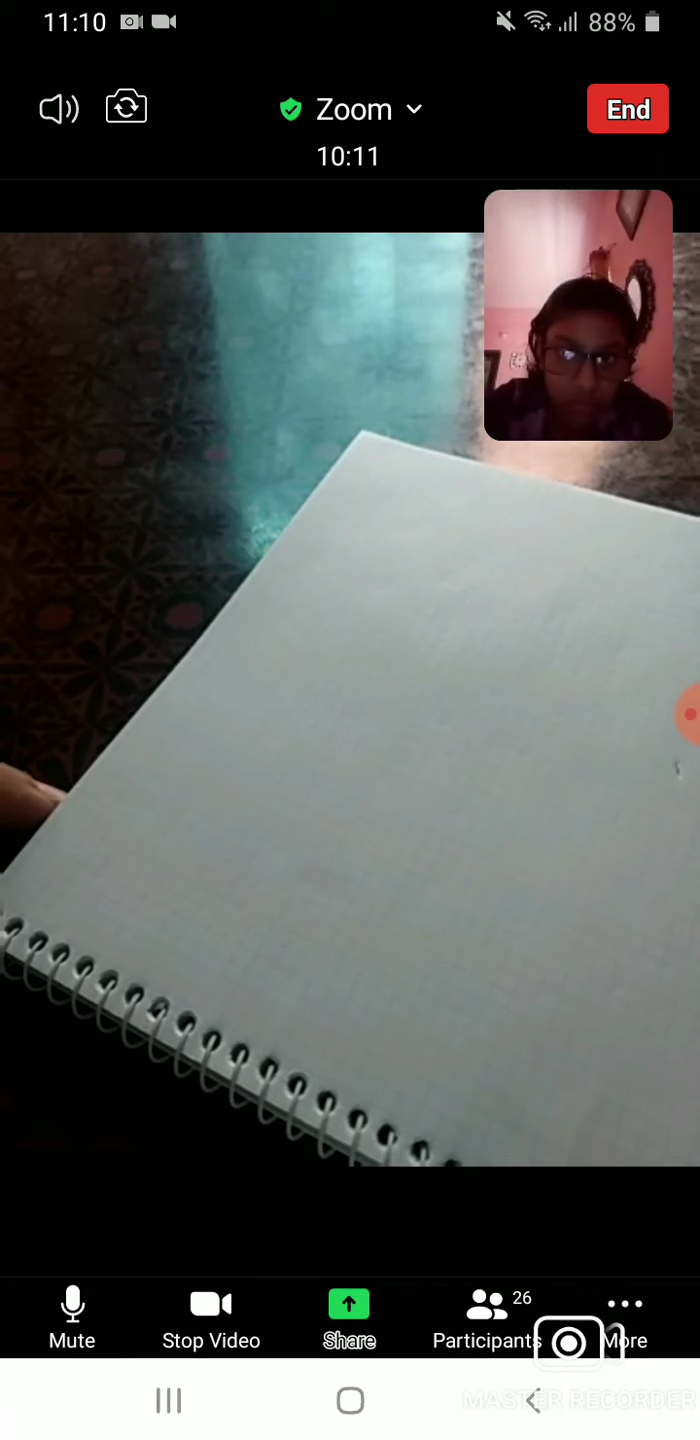 11:10 88%
Zoom End
10:11
26
Mute Stop Video Share Participants More
MASTER RECORDER